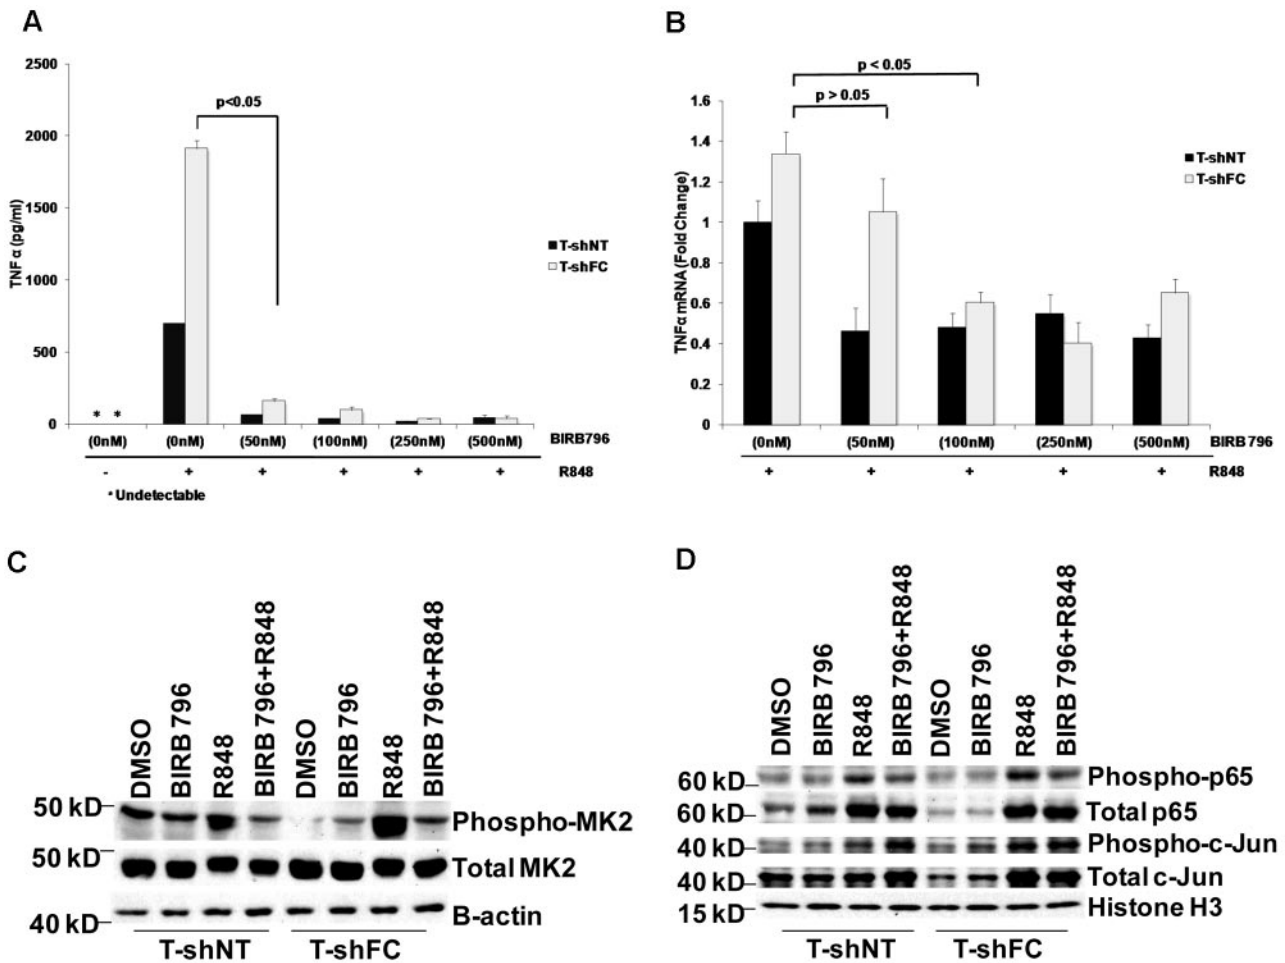 A
2500
2000
1500
1000
500
0
TNF α (pg/ml)
p<0.05
T-shNT
T-shFC
* *
(0nM) (0nM) (50nM) (100nM) (250nM) (500nM) BIRB796
- + + + + + R848
* Undetectable
B
1.6
1.4
1.2
1
0.8
0.6
0.4
0.2
0
TNFα mRNA (Fold Change)
p < 0.05
p > 0.05
T-shNT
T-shFC
(0nM) (50nM) (100nM) (250nM) (500nM) BIRB796
+ + + + + R848
C
DMSO
BIRB 796
R848
BIRB 796+R848
DMSO
BIRB 796
R848
BIRB 796+R848
50 kD Phospho-MK2
50 kD Total MK2
40 kD B-actin
T-shNT T-shFC
D
DMSO
BIRB 796
R848
BIRB 796+R848
DMSO
BIRB 796
R848
BIRB 796+R848
60 kD Phospho-p65
60 kD Total p65
40 kD Phospho-c-Jun
40 kD Total c-Jun
15 kD Histone H3
T-shNT T-shFC